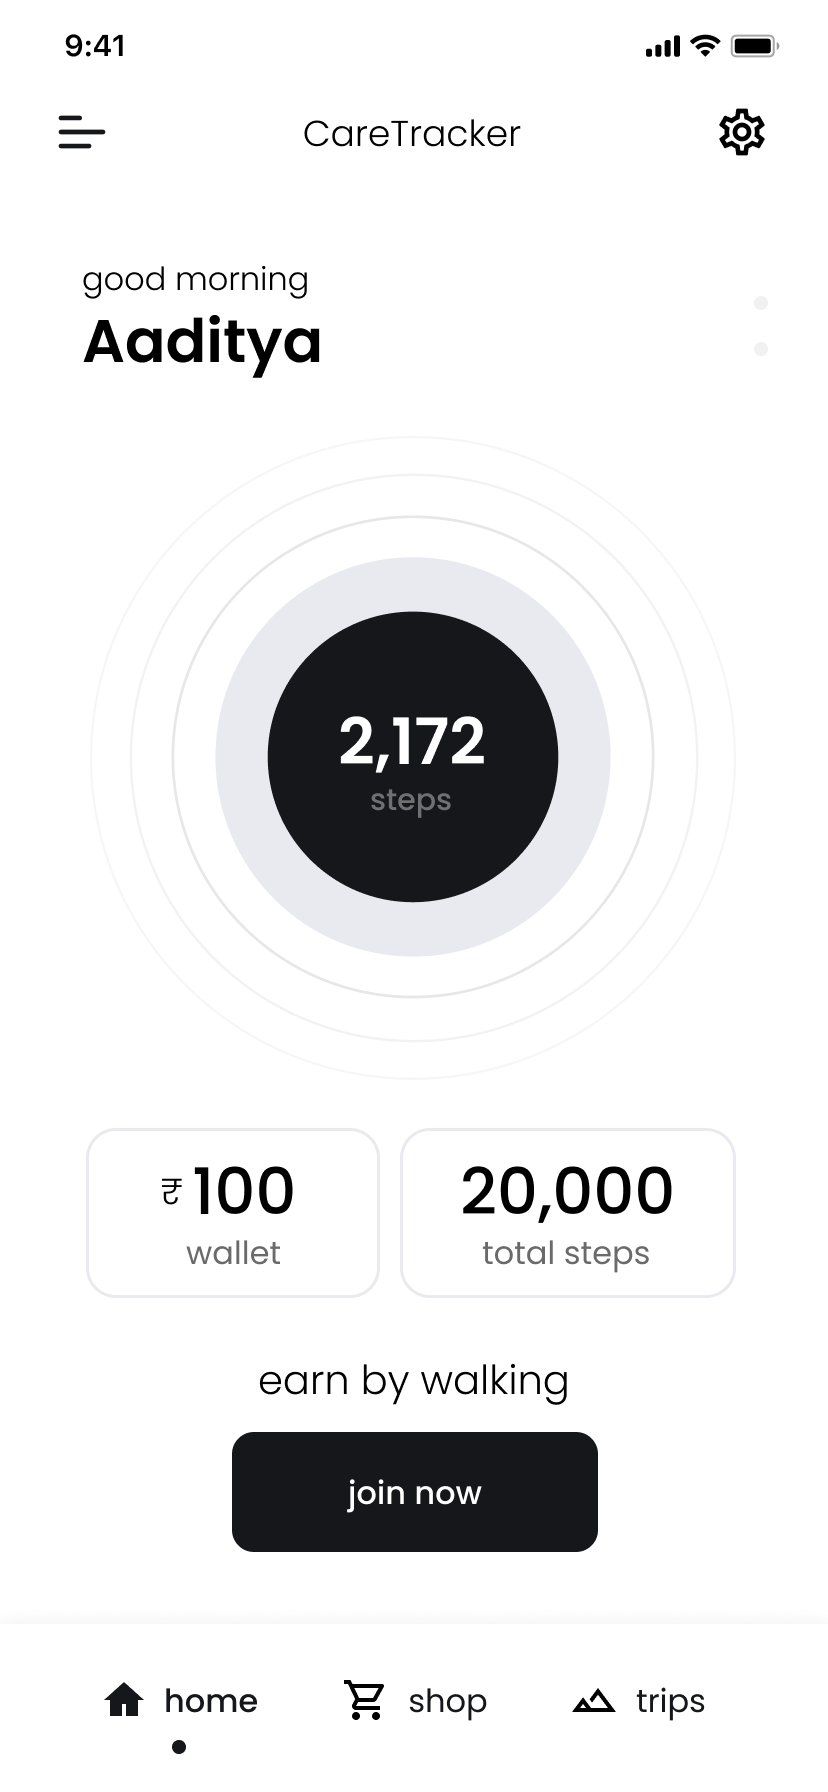 9:41
CareTracker
good morning
Aaditya
2,172
steps
₹ 100
wallet
20,000
total steps
earn by walking
join now
home
shop
trips